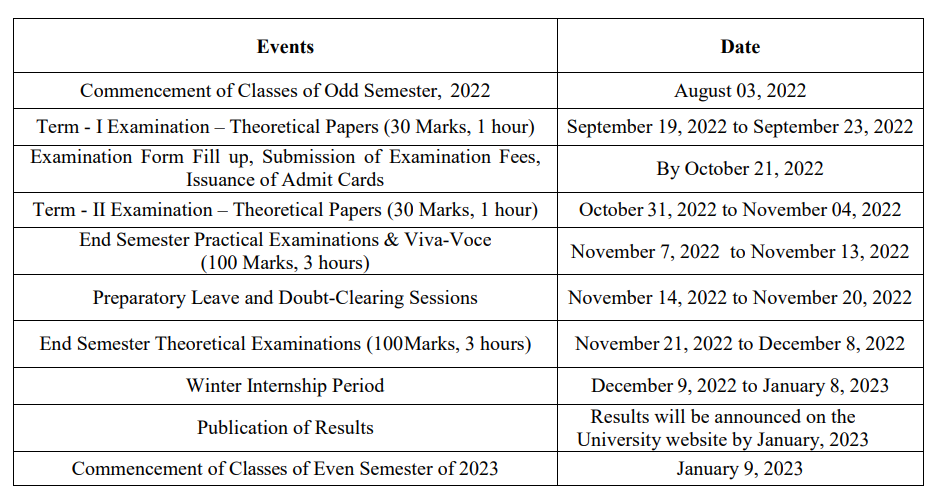 Events
Date
Commencement of Classes of Odd Semester, 2022
August 03, 2022
Term - I Examination – Theoretical Papers (30 Marks, 1 hour)
September 19, 2022 to September 23, 2022
Examination Form Fill up, Submission of Examination Fees,
Issuance of Admit Cards
By October 21, 2022
Term - II Examination – Theoretical Papers (30 Marks, 1 hour)
October 31, 2022 to November 04, 2022
End Semester Practical Examinations & Viva-Voce
(100 Marks, 3 hours)
November 7, 2022 to November 13, 2022
Preparatory Leave and Doubt-Clearing Sessions
November 14, 2022 to November 20, 2022
End Semester Theoretical Examinations (100Marks, 3 hours)
November 21, 2022 to December 8, 2022
Winter Internship Period
December 9, 2022 to January 8, 2023
Publication of Results
Results will be announced on the
University website by January, 2023
Commencement of Classes of Even Semester of 2023
January 9, 2023